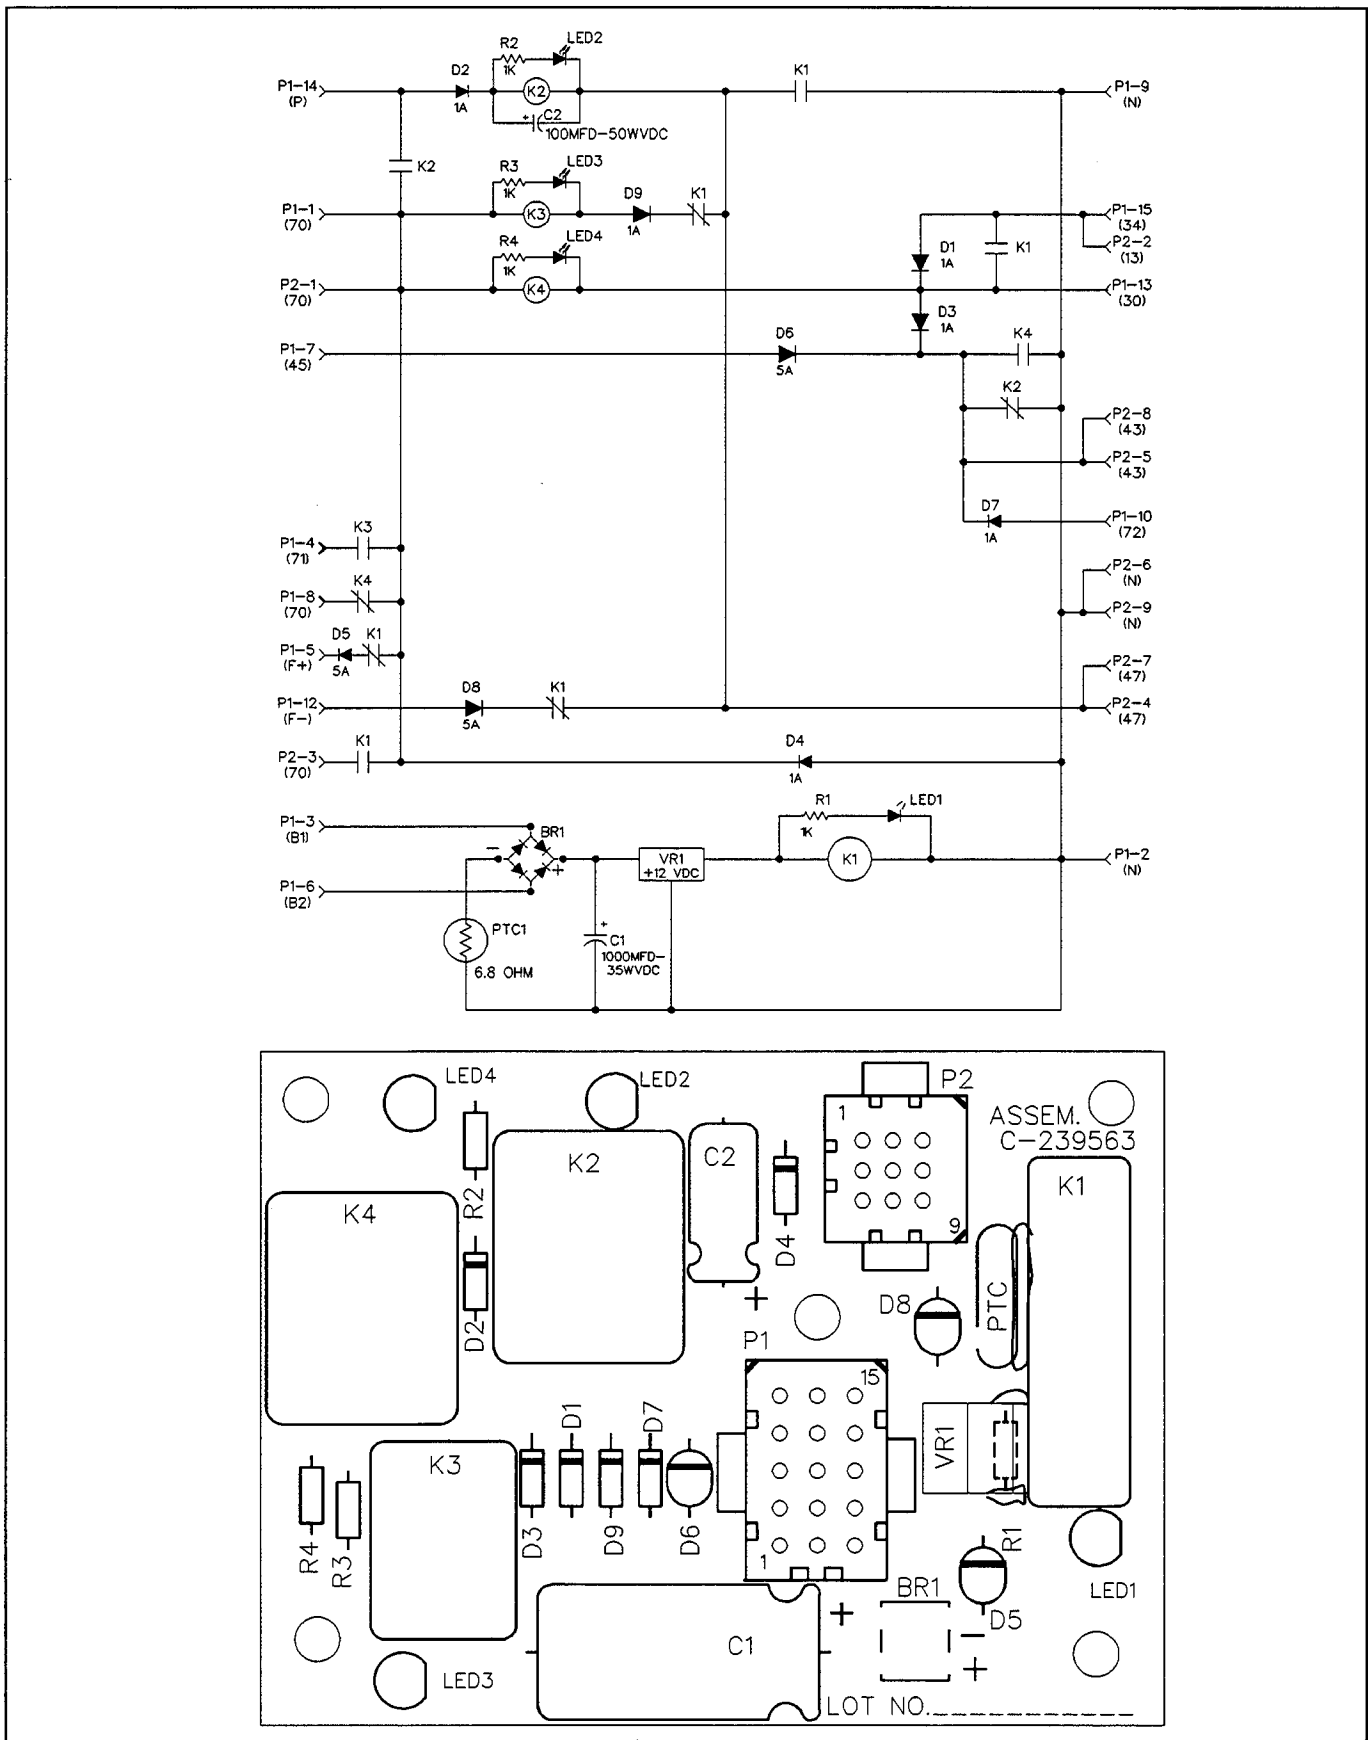 LED2
R2
1K
K1
P1-14
(P)
D2
1A
K2
P1-9
(N)
+
C2
100MFD-50WVDC
K2
LED3
R3
1K
D9
K1
P1-1
(70)
K3
1A
P1-15
(34)
P2-2
(13)
LED4
R4
1K
D1
1A
K1
P2-1
(70)
K4
P1-13
(30)
D3
1A
P1-7
(45)
D6
5A
K4
K2
P2-8
(43)
P2-5
(43)
D7
1A
P1-10
(72)
K3
P1-4
(71)
P2-6
(N)
K4
P1-8
(70)
P2-9
(N)
D5
K1
P1-5
(F+)
5A
P2-7
(47)
D8
K1
P1-12
(F-)
5A
P2-4
(47)
K1
P2-3
(70)
D4
1A
R1
1K
LED1
P1-3
(B1)
BR1
-
+
VR1
+12 VDC
K1
P1-2
(N)
P1-6
(B2)
PTC1
6.8 OHM
+
C1
1000MFD-
35WVDC
LED4
LED2
P2
1
ASSEM.
C-239563
K2
C2
K1
K4
R2
D4
9
D2
+
D8
PTC
P1
15
K3
D1
D7
VR1
R4
R3
D3
D9
D6
1
R1
LED1
BR1
D5
+
-
+
C1
LED3
LOT NO.____________